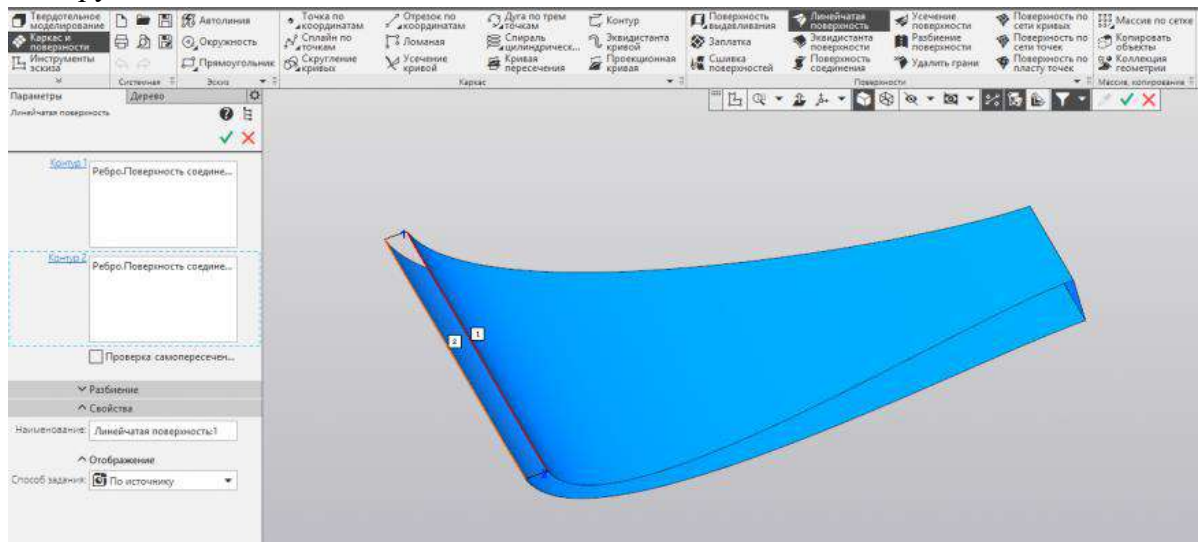 Твердотельное моделирование
Автолиния
Точка по координатам
Отрезок по координатам
Дуга по трем точкам
Контур
Поверхность выдавливания
Линейчатая поверхность
Усечение поверхности
Поверхность по сети кривых
Массив по сетке
Каркас и поверхности
Окружность
Сплайн по точкам
Ломаная
Спираль цилиндрическ...
Эквидистанта кривой
Заплатка
Эквидистанта поверхности
Разбиение поверхности
Поверхность по сети точек
Копировать объекты
Инструменты эскиза
Прямоугольник
Скругление кривых
Усечение кривой
Кривая пересечения
Проекционная кривая
Сшивка поверхностей
Поверхность соединения
Удалить грани
Поверхность по пласту точек
Коллекция геометрии
Системная
Эскиз
Каркас
Поверхности
Массив, копирование
Параметры
Дерево
Линейчатая поверхность
Контур 1
Ребро.Поверхность соедине...
Контур 2
Ребро.Поверхность соедине...
Проверка самопересечен...
Разбиение
Свойства
Наименование:
Линейчатая поверхность:1
Отображение
Способ задания:
По источнику
1
2